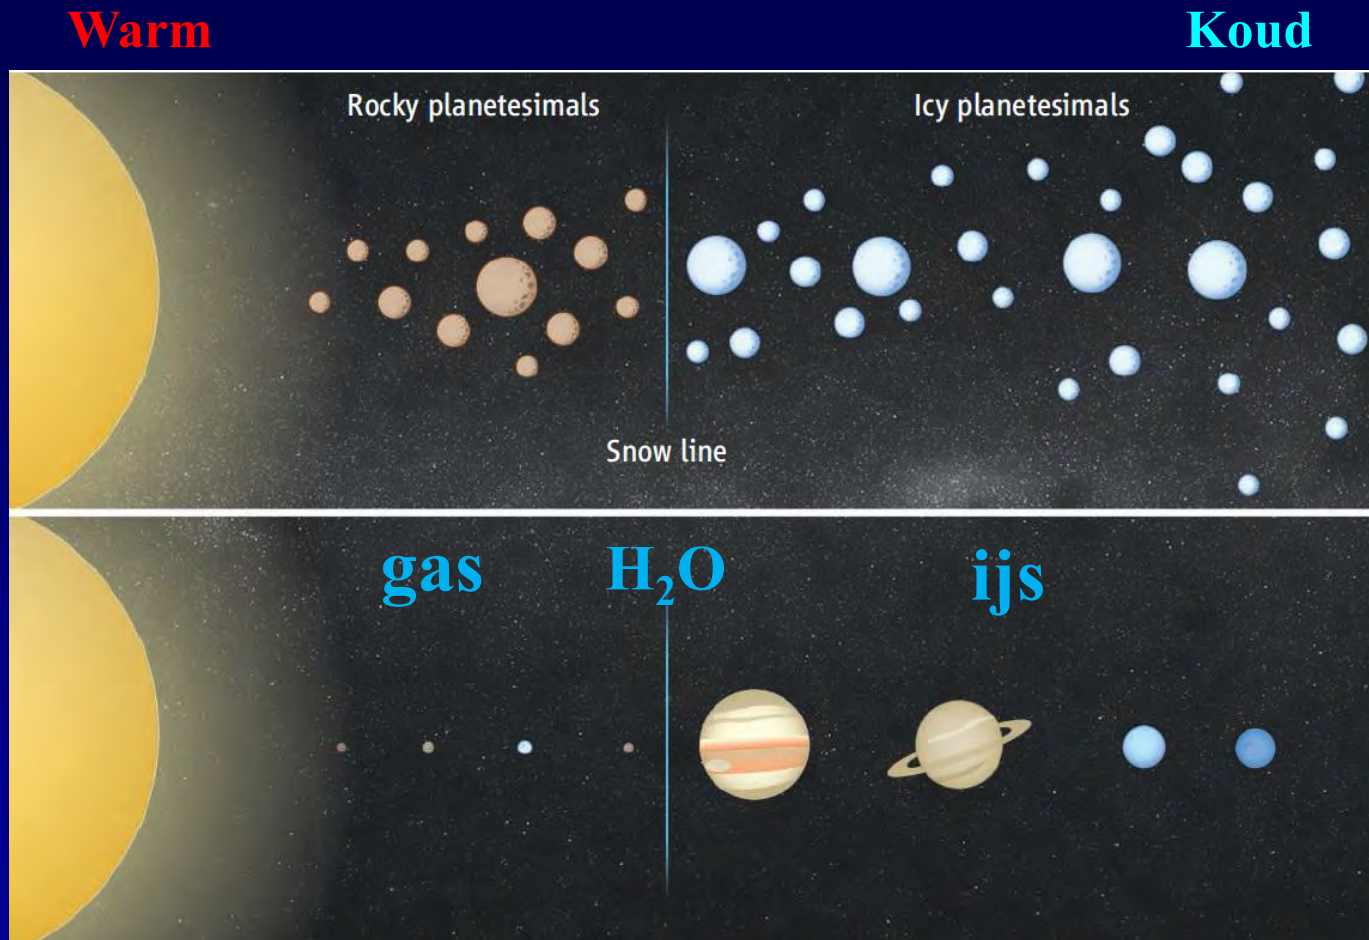 Warm Koud
Rocky planetesimals Icy planetesimals
Snow line
gas H₂O ijs